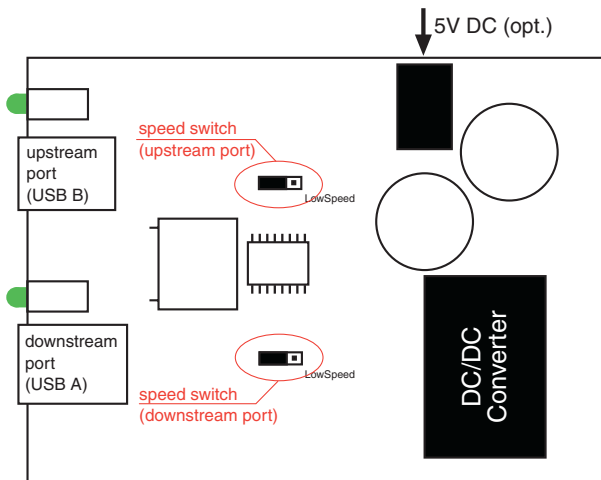 5V DC (opt.)
speed switch
(upstream port)
upstream
port
(USB B)
LowSpeed
downstream
port
(USB A)
LowSpeed
speed switch
(downstream port)
DC/DC
Converter